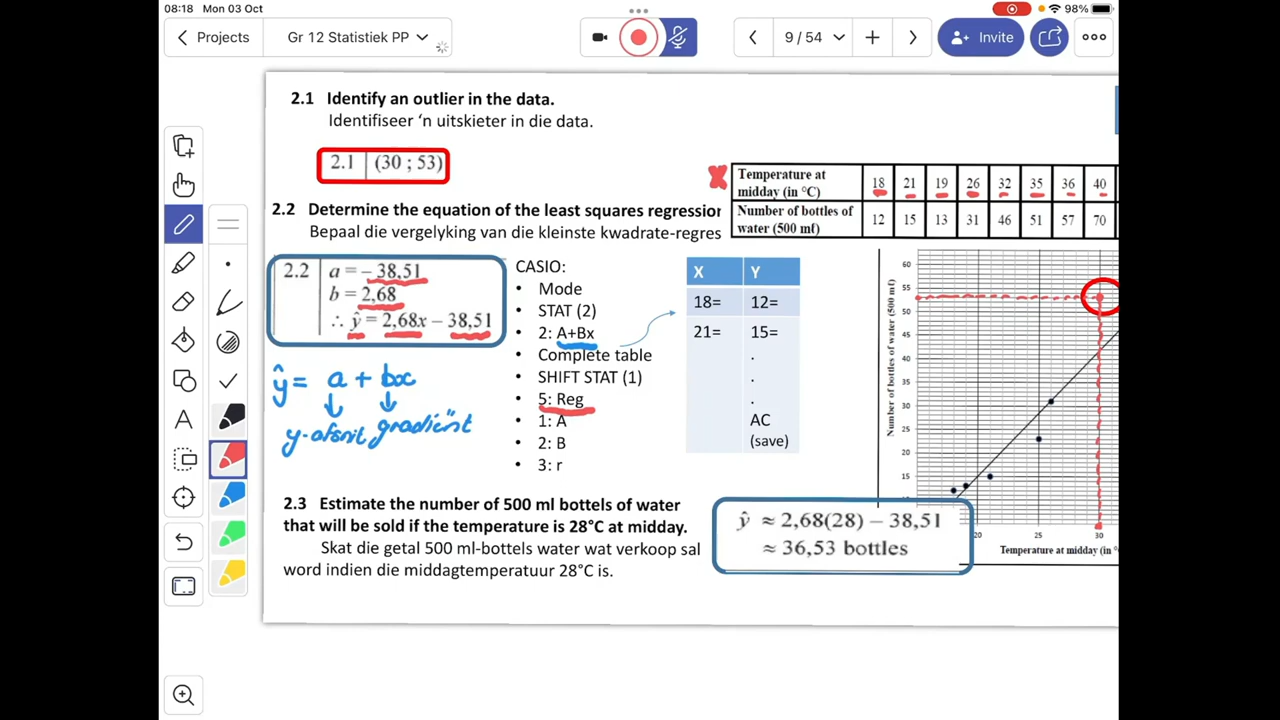 08:18 Mon 03 Oct
98%
Projects
Gr 12 Statistiek PP
9 / 54
Invite
2.1 Identify an outlier in the data.
Identifiseer ‘n uitskieter in die data.
2.1 (30 ; 53)
Temperature at midday (in °C) 18 21 19 26 32 35 36 40
Number of bottles of water (500 mℓ) 12 15 13 31 46 51 57 70
2.2 Determine the equation of the least squares regression
Bepaal die vergelyking van die kleinste kwadrate-regres
2.2 a = – 38,51
b = 2,68
∴ ŷ = 2,68x – 38,51
ŷ = a + bx
y-afsnit gradiënt
CASIO:
• Mode
• STAT (2)
• 2: A+Bx
• Complete table
• SHIFT STAT (1)
• 5: Reg
• 1: A
• 2: B
• 3: r
X Y
18= 12=
21= 15=
.
.
.
AC
(save)
Number of bottles of water (500 mℓ)
60
55
50
45
40
35
30
25
20
15
10
20 25 30
Temperature at midday (in °
2.3 Estimate the number of 500 ml bottels of water
that will be sold if the temperature is 28°C at midday.
Skat die getal 500 ml-bottels water wat verkoop sal
word indien die middagtemperatuur 28°C is.
ŷ ≈ 2,68(28) – 38,51
≈ 36,53 bottles